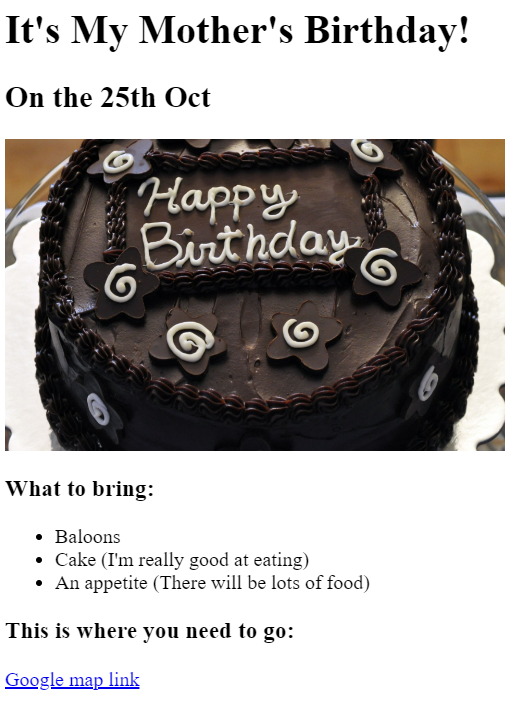 It's My Mother's Birthday!
On the 25th Oct
Happy
Birthday
What to bring:
Baloons
Cake (I'm really good at eating)
An appetite (There will be lots of food)
This is where you need to go:
Google map link